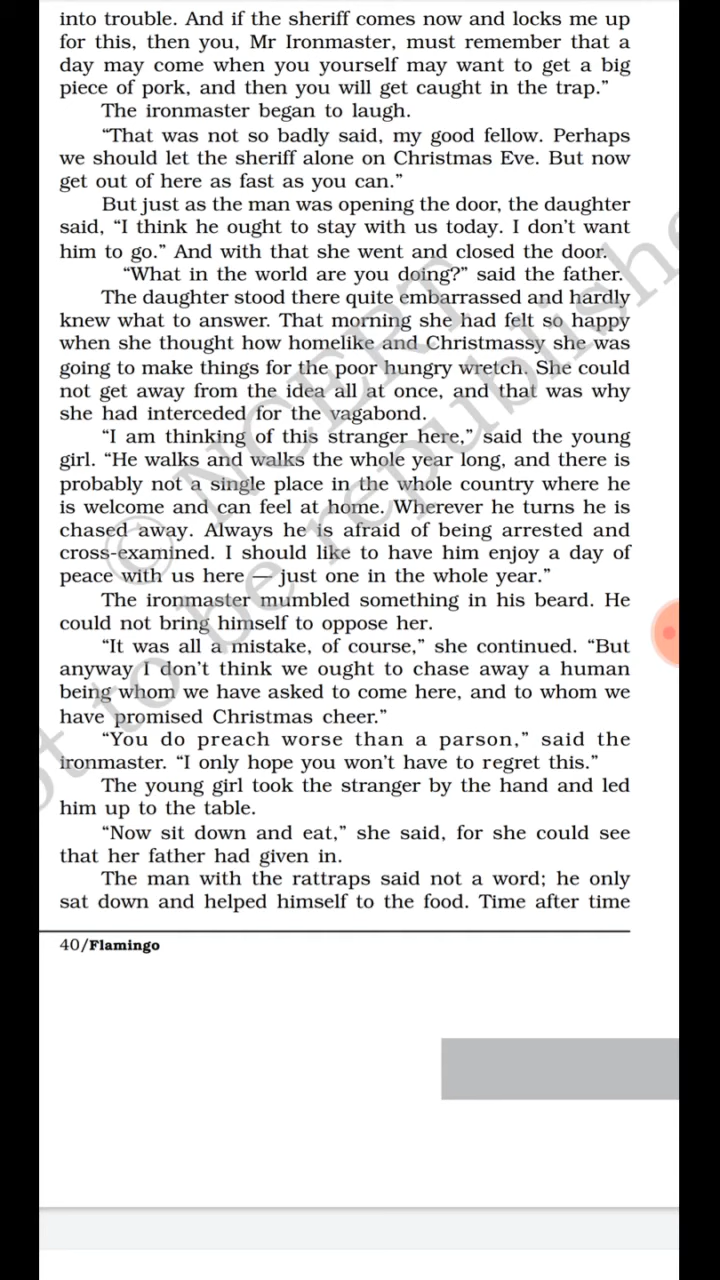 into trouble. And if the sheriff comes now and locks me up
for this, then you, Mr Ironmaster, must remember that a
day may come when you yourself may want to get a big
piece of pork, and then you will get caught in the trap.”
The ironmaster began to laugh.
“That was not so badly said, my good fellow. Perhaps
we should let the sheriff alone on Christmas Eve. But now
get out of here as fast as you can.”
But just as the man was opening the door, the daughter
said, “I think he ought to stay with us today. I don’t want
him to go.” And with that she went and closed the door.
“What in the world are you doing?” said the father.
The daughter stood there quite embarrassed and hardly
knew what to answer. That morning she had felt so happy
when she thought how homelike and Christmassy she was
going to make things for the poor hungry wretch. She could
not get away from the idea all at once, and that was why
she had interceded for the vagabond.
“I am thinking of this stranger here,” said the young
girl. “He walks and walks the whole year long, and there is
probably not a single place in the whole country where he
is welcome and can feel at home. Wherever he turns he is
chased away. Always he is afraid of being arrested and
cross-examined. I should like to have him enjoy a day of
peace with us here — just one in the whole year.”
The ironmaster mumbled something in his beard. He
could not bring himself to oppose her.
“It was all a mistake, of course,” she continued. “But
anyway I don’t think we ought to chase away a human
being whom we have asked to come here, and to whom we
have promised Christmas cheer.”
“You do preach worse than a parson,” said the
ironmaster. “I only hope you won’t have to regret this.”
The young girl took the stranger by the hand and led
him up to the table.
“Now sit down and eat,” she said, for she could see
that her father had given in.
The man with the rattraps said not a word; he only
sat down and helped himself to the food. Time after time
40/Flamingo
© NCERT
not to be republishe